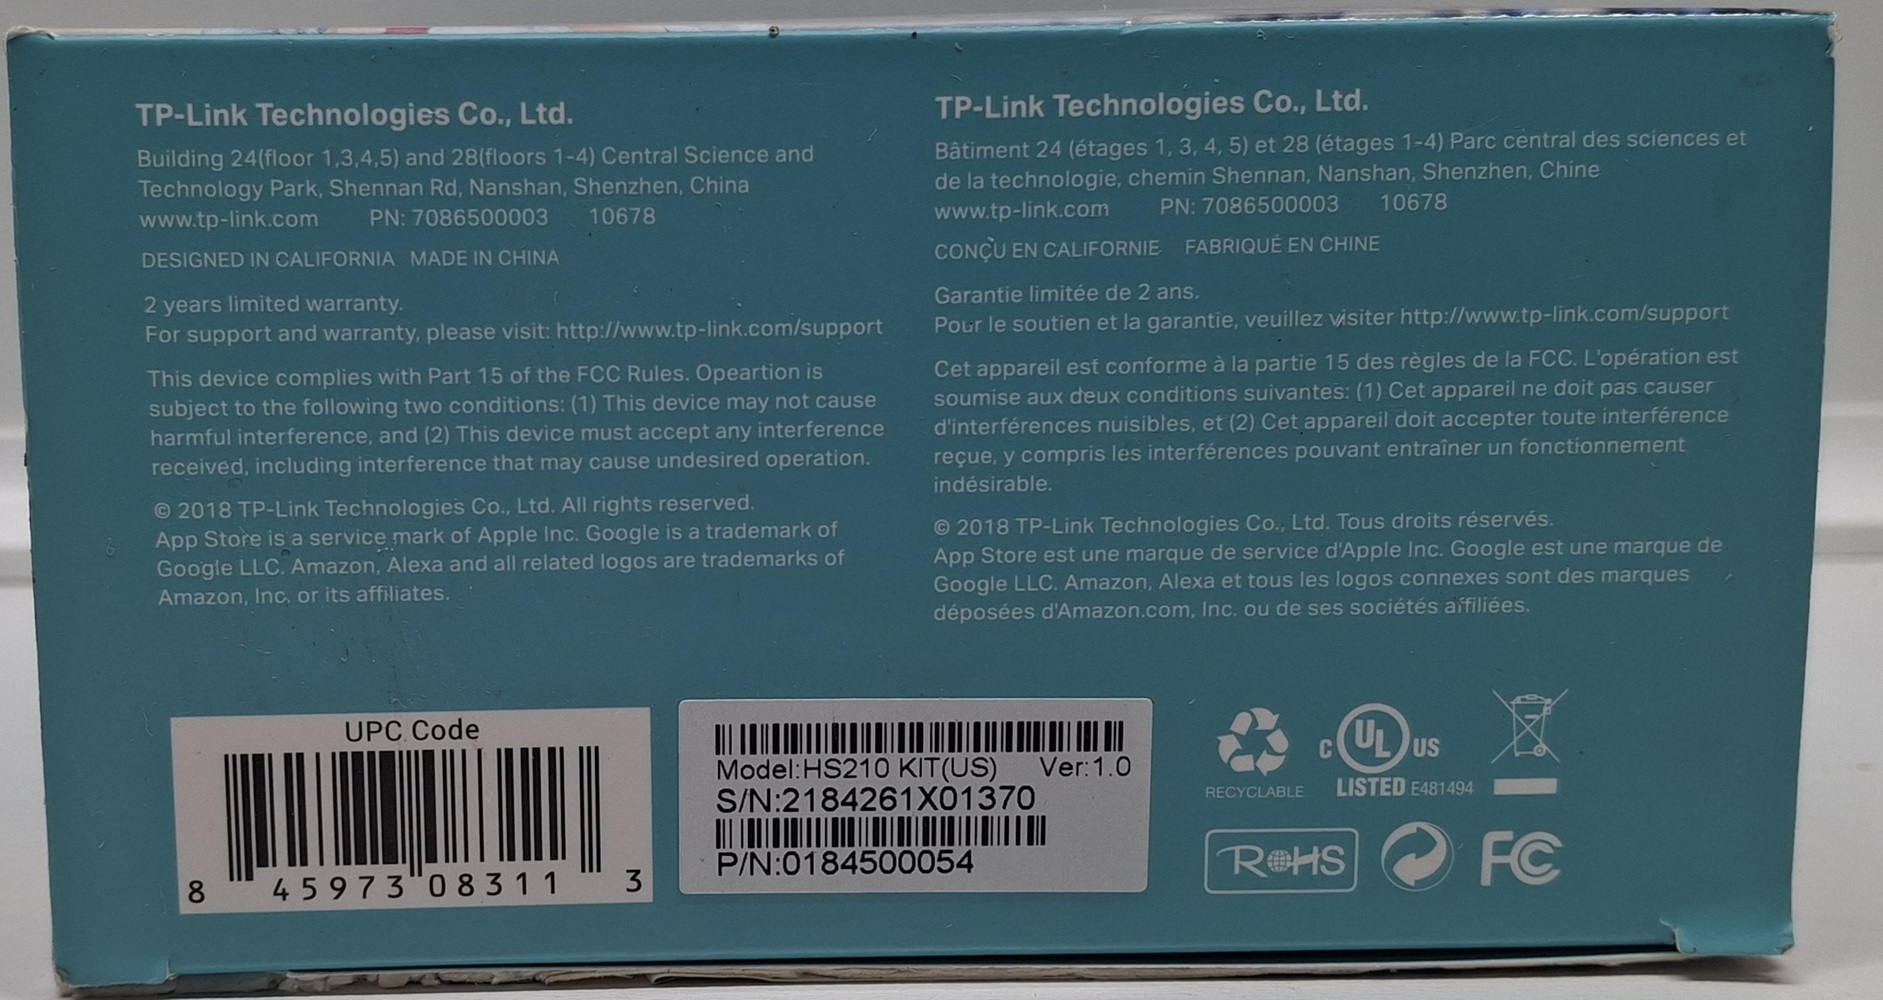 TP-Link Technologies Co., Ltd.
Building 24(floor 1,3,4,5) and 28(floors 1-4) Central Science and
Technology Park, Shennan Rd, Nanshan, Shenzhen, China
www.tp-link.com PN: 7086500003 10678
DESIGNED IN CALIFORNIA MADE IN CHINA
2 years limited warranty.
For support and warranty, please visit: http://www.tp-link.com/support
This device complies with Part 15 of the FCC Rules. Opeartion is
subject to the following two conditions: (1) This device may not cause
harmful interference, and (2) This device must accept any interference
received, including interference that may cause undesired operation.
© 2018 TP-Link Technologies Co., Ltd. All rights reserved.
App Store is a service mark of Apple Inc. Google is a trademark of
Google LLC. Amazon, Alexa and all related logos are trademarks of
Amazon, Inc. or its affiliates.
TP-Link Technologies Co., Ltd.
Bâtiment 24 (étages 1, 3, 4, 5) et 28 (étages 1-4) Parc central des sciences et
de la technologie, chemin Shennan, Nanshan, Shenzhen, Chine
www.tp-link.com PN: 7086500003 10678
CONÇU EN CALIFORNIE FABRIQUÉ EN CHINE
Garantie limitée de 2 ans.
Pour le soutien et la garantie, veuillez visiter http://www.tp-link.com/support
Cet appareil est conforme à la partie 15 des règles de la FCC. L'opération est
soumise aux deux conditions suivantes: (1) Cet appareil ne doit pas causer
d'interférences nuisibles, et (2) Cet appareil doit accepter toute interférence
reçue, y compris les interférences pouvant entraîner un fonctionnement
indésirable.
© 2018 TP-Link Technologies Co., Ltd. Tous droits réservés.
App Store est une marque de service d'Apple Inc. Google est une marque de
Google LLC. Amazon, Alexa et tous les logos connexes sont des marques
déposées d'Amazon.com, Inc. ou de ses sociétés affiliées.
UPC Code
8 45973 08311 3
Model:HS210 KIT(US) Ver:1.0
S/N:2184261X01370
P/N:0184500054
RECYCLABLE
C UL US
LISTED E481494
RoHS
FC